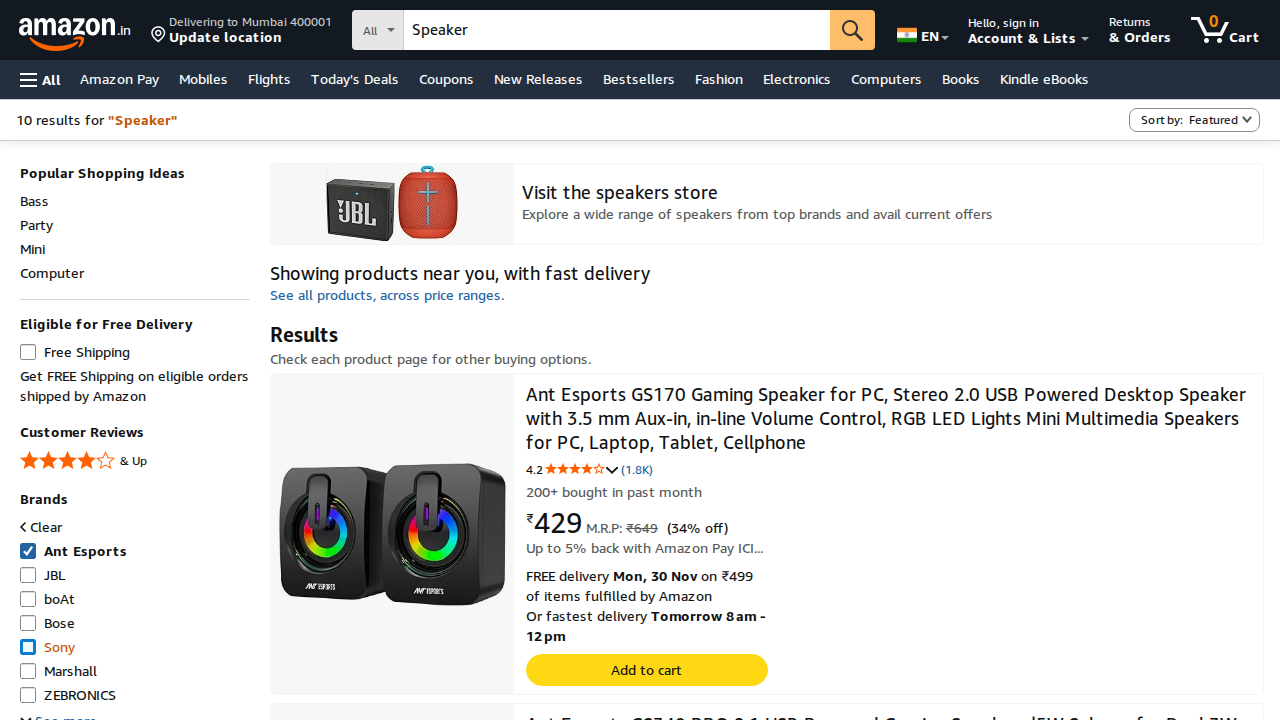 amazon.in
Delivering to Mumbai 400001
Update location
All
Speaker
EN
Hello, sign in
Account & Lists
Returns
& Orders
0
Cart
All
Amazon Pay
Mobiles
Flights
Today's Deals
Coupons
New Releases
Bestsellers
Fashion
Electronics
Computers
Books
Kindle eBooks
10 results for "Speaker"
Sort by: Featured
Popular Shopping Ideas
Bass
Party
Mini
Computer
Eligible for Free Delivery
Free Shipping
Get FREE Shipping on eligible orders
shipped by Amazon
Customer Reviews
& Up
Brands
Clear
Ant Esports
JBL
boAt
Bose
Sony
Marshall
ZEBRONICS
See more
JBL
Visit the speakers store
Explore a wide range of speakers from top brands and avail current offers
Showing products near you, with fast delivery
See all products, across price ranges.
Results
Check each product page for other buying options.
ANT ESPORTS
ANT ESPORTS
Ant Esports GS170 Gaming Speaker for PC, Stereo 2.0 USB Powered Desktop Speaker
with 3.5 mm Aux-in, in-line Volume Control, RGB LED Lights Mini Multimedia Speakers
for PC, Laptop, Tablet, Cellphone
4.2 (1.8K)
200+ bought in past month
₹429 M.R.P: ₹649 (34% off)
Up to 5% back with Amazon Pay ICI...
FREE delivery Mon, 30 Nov on ₹499
of items fulfilled by Amazon
Or fastest delivery Tomorrow 8 am -
12 pm
Add to cart